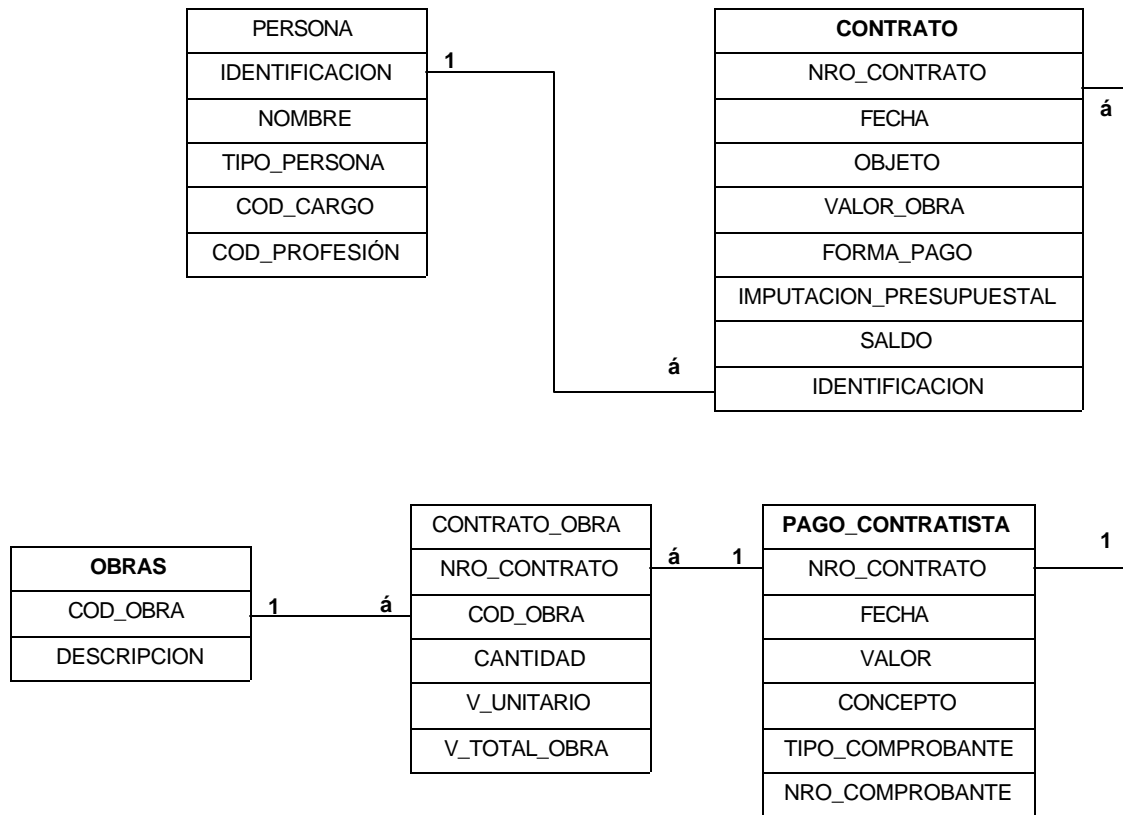 PERSONA
IDENTIFICACION
NOMBRE
TIPO_PERSONA
COD_CARGO
COD_PROFESIÓN
1
á
CONTRATO
NRO_CONTRATO
FECHA
OBJETO
VALOR_OBRA
FORMA_PAGO
IMPUTACION_PRESUPUESTAL
SALDO
IDENTIFICACION
á
OBRAS
COD_OBRA
DESCRIPCION
1
á
CONTRATO_OBRA
NRO_CONTRATO
COD_OBRA
CANTIDAD
V_UNITARIO
V_TOTAL_OBRA
á
1
PAGO_CONTRATISTA
NRO_CONTRATO
FECHA
VALOR
CONCEPTO
TIPO_COMPROBANTE
NRO_COMPROBANTE
1